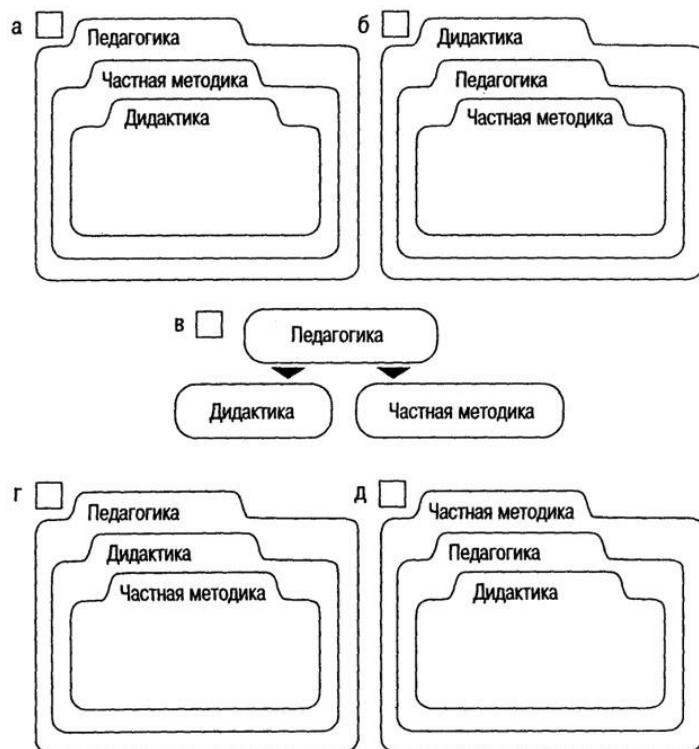 а
Педагогика
Частная методика
Дидактика
б
Дидактика
Педагогика
Частная методика
в
Педагогика
Дидактика
Частная методика
г
Педагогика
Дидактика
Частная методика
д
Частная методика
Педагогика
Дидактика